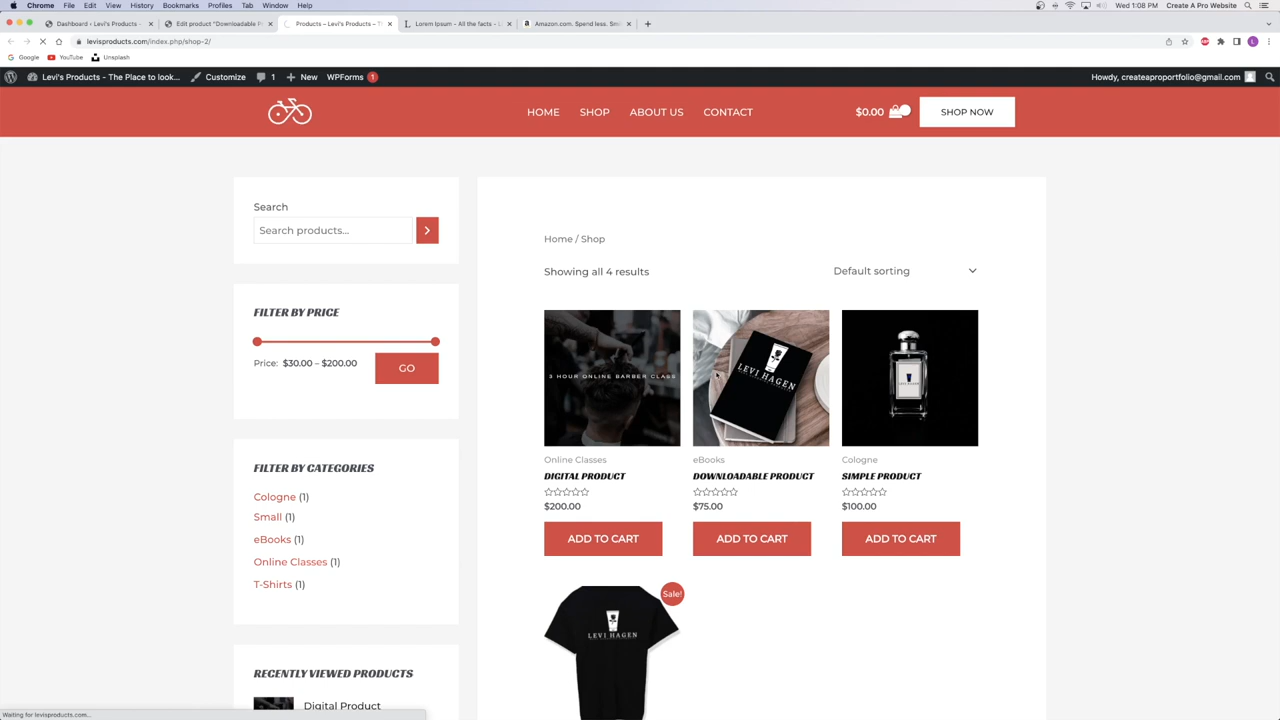 Chrome File Edit View History Bookmarks Profiles Tab Window Help Wed 1:08 PM Create A Pro Website
Dashboard ‹ Levi's Products - Edit product "Downloadable P Products – Levi's Products – T Lorem Ipsum - All the facts - L Amazon.com. Spend less. Sm
levisproducts.com/index.php/shop-2/
Google YouTube Unsplash
Levi's Products - The Place to look... Customize 1 New WPForms 1 Howdy, createaproportfolio@gmail.com
HOME SHOP ABOUT US CONTACT $0.00 SHOP NOW
Search
Search products...
Home / Shop
Showing all 4 results Default sorting
FILTER BY PRICE
Price: $30.00 – $200.00 GO
3 HOUR ONLINE BARBER CLASS
LEVI HAGEN
LEVI HAGEN
FILTER BY CATEGORIES
Cologne (1)
Small (1)
eBooks (1)
Online Classes (1)
T-Shirts (1)
Online Classes eBooks Cologne
DIGITAL PRODUCT DOWNLOADABLE PRODUCT SIMPLE PRODUCT
$200.00 $75.00 $100.00
ADD TO CART ADD TO CART ADD TO CART
Sale!
LEVI HAGEN
RECENTLY VIEWED PRODUCTS
Digital Product
Waiting for levisproducts.com...